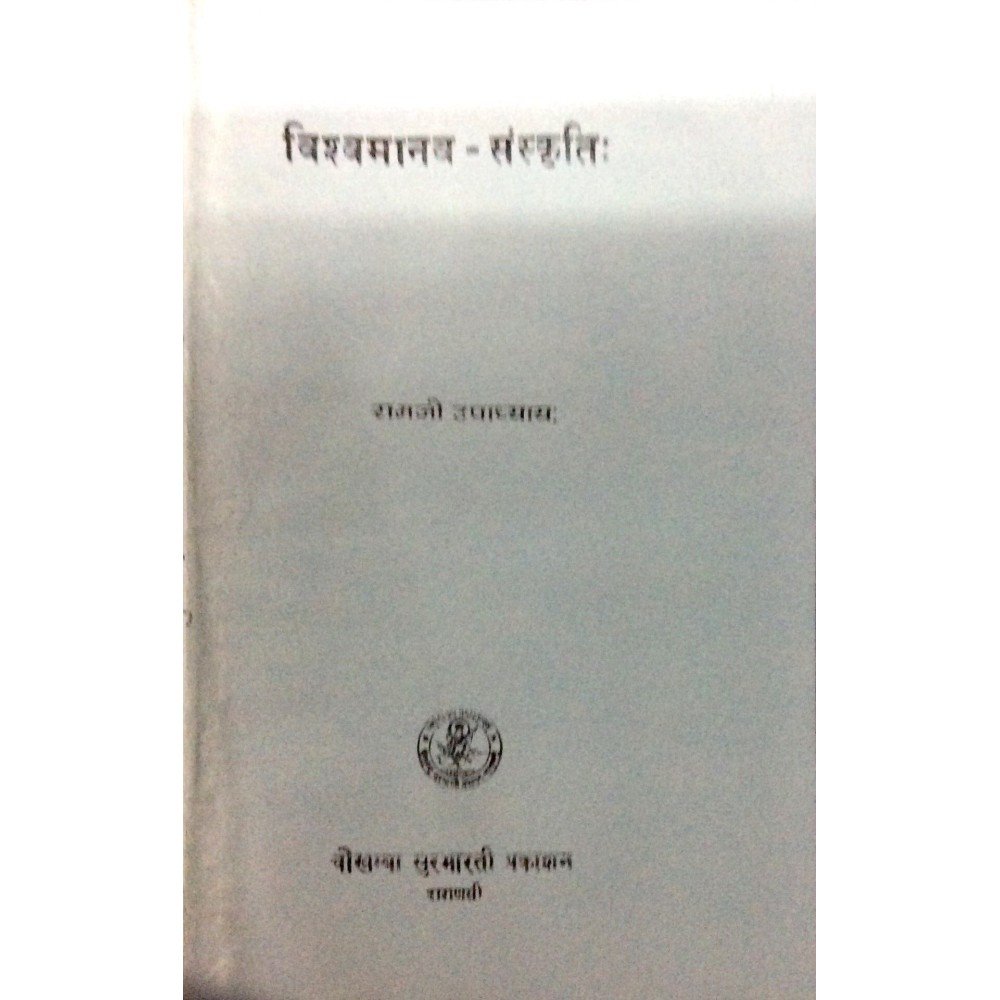 विश्वमानव - संस्कृतिः
रामजी उपाध्यायः
चौखम्बा सुरभारती प्रकाशन
वाराणसी